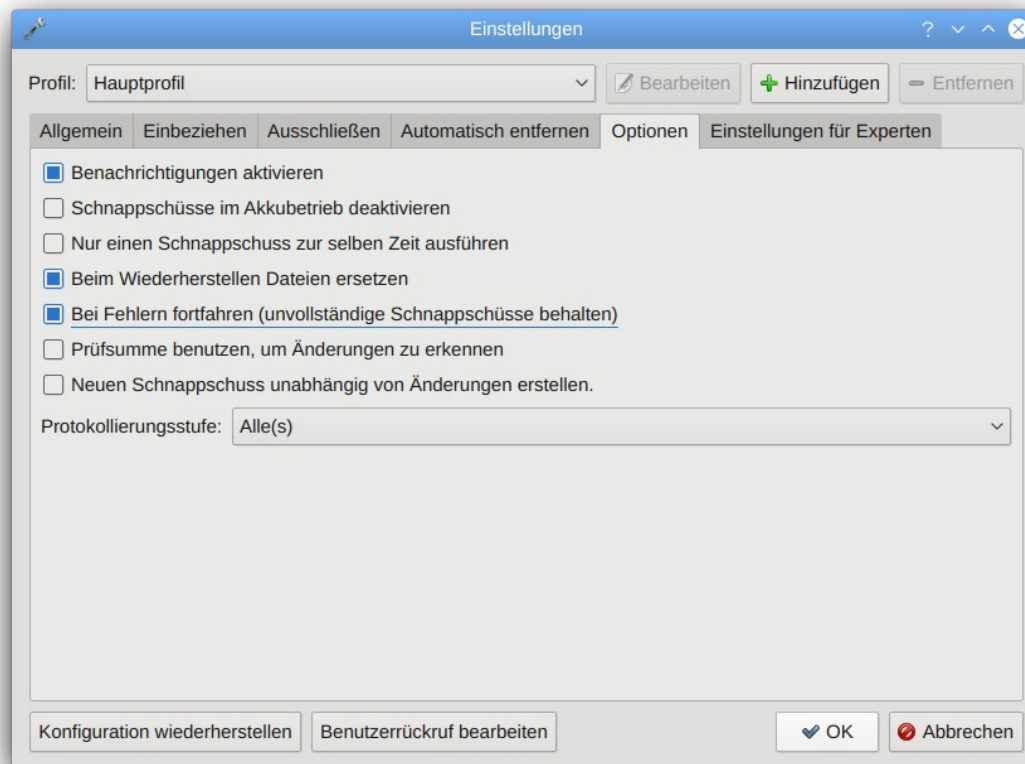 Einstellungen
Profil: Hauptprofil Bearbeiten Hinzufügen Entfernen
Allgemein Einbeziehen Ausschließen Automatisch entfernen Optionen Einstellungen für Experten
Benachrichtigungen aktivieren
Schnappschüsse im Akkubetrieb deaktivieren
Nur einen Schnappschuss zur selben Zeit ausführen
Beim Wiederherstellen Dateien ersetzen
Bei Fehlern fortfahren (unvollständige Schnappschüsse behalten)
Prüfsumme benutzen, um Änderungen zu erkennen
Neuen Schnappschuss unabhängig von Änderungen erstellen.
Protokollierungsstufe: Alle(s)
Konfiguration wiederherstellen Benutzerrückruf bearbeiten OK Abbrechen